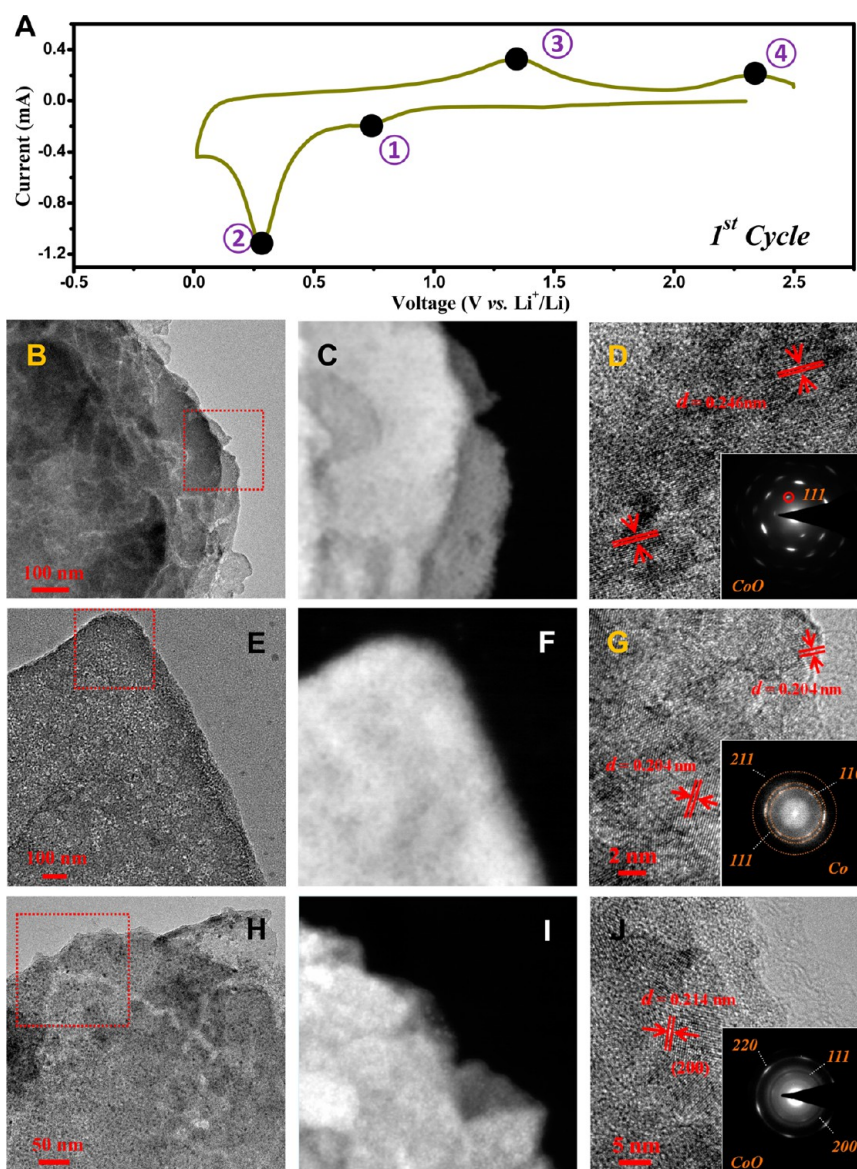 A
0.4
0.0
-0.4
-0.8
-1.2
Current (mA)
③
④
①
②
1st Cycle
-0.5 0.0 0.5 1.0 1.5 2.0 2.5
Voltage (V vs. Li+/Li)
B
100 nm
C
D
d = 0.246nm
111
CoO
E
100 nm
F
G
d = 0.204 nm
d = 0.204 nm
2 nm
211
110
111
Co
H
50 nm
I
J
d = 0.214 nm
(200)
5 nm
220
111
200
CoO